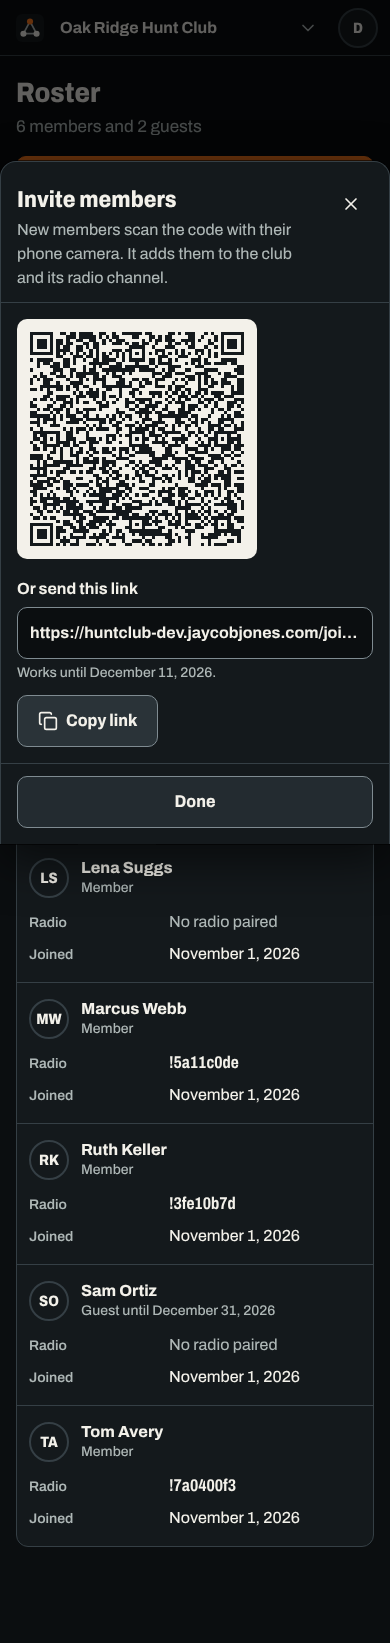 Oak Ridge Hunt Club
D
Roster
6 members and 2 guests
Invite members
New members scan the code with their
phone camera. It adds them to the club
and its radio channel.
Or send this link
https://huntclub-dev.jaycobjones.com/joi...
Works until December 11, 2026.
Copy link
Done
LS
Lena Suggs
Member
Radio
No radio paired
Joined
November 1, 2026
MW
Marcus Webb
Member
Radio
!5a11c0de
Joined
November 1, 2026
RK
Ruth Keller
Member
Radio
!3fe10b7d
Joined
November 1, 2026
SO
Sam Ortiz
Guest until December 31, 2026
Radio
No radio paired
Joined
November 1, 2026
TA
Tom Avery
Member
Radio
!7a0400f3
Joined
November 1, 2026